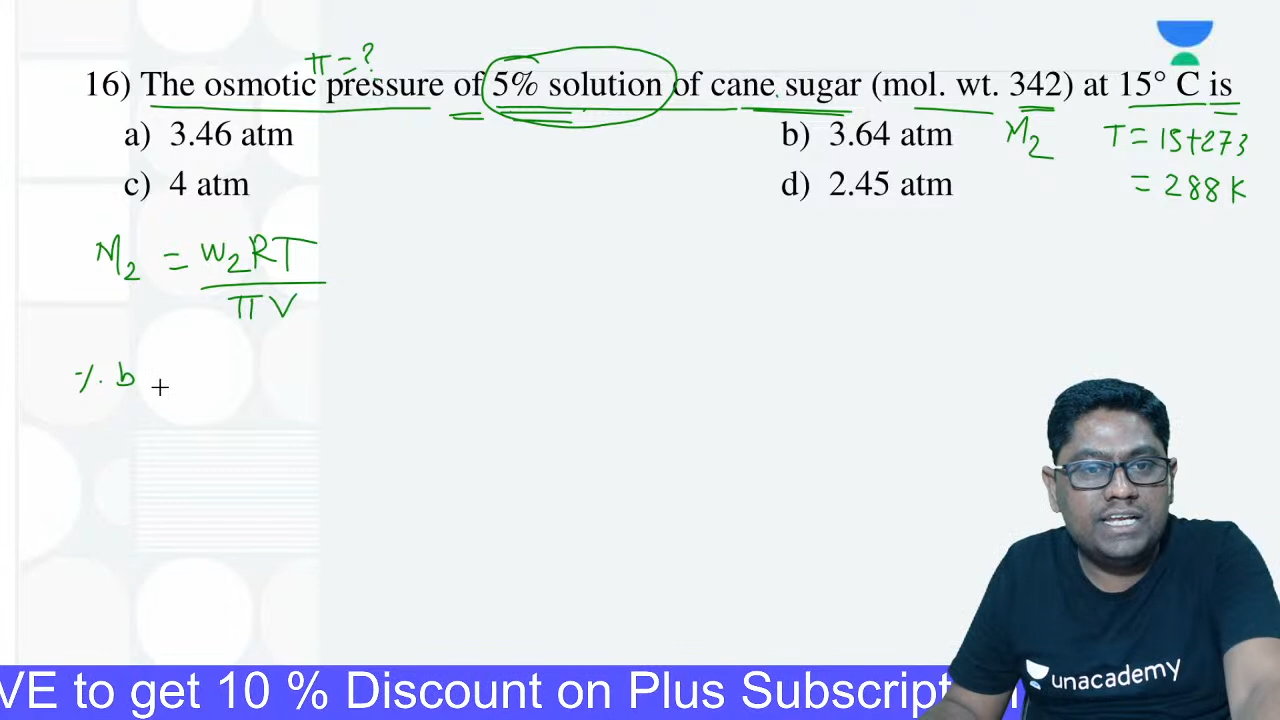 π = ?
16) The osmotic pressure of 5% solution of cane sugar (mol. wt. 342) at 15° C is
a) 3.46 atm b) 3.64 atm
M2 T = 15+273
c) 4 atm d) 2.45 atm
= 288 K
M2 = W2RT
πV
% b
unacademy
VE to get 10 % Discount on Plus Subscript